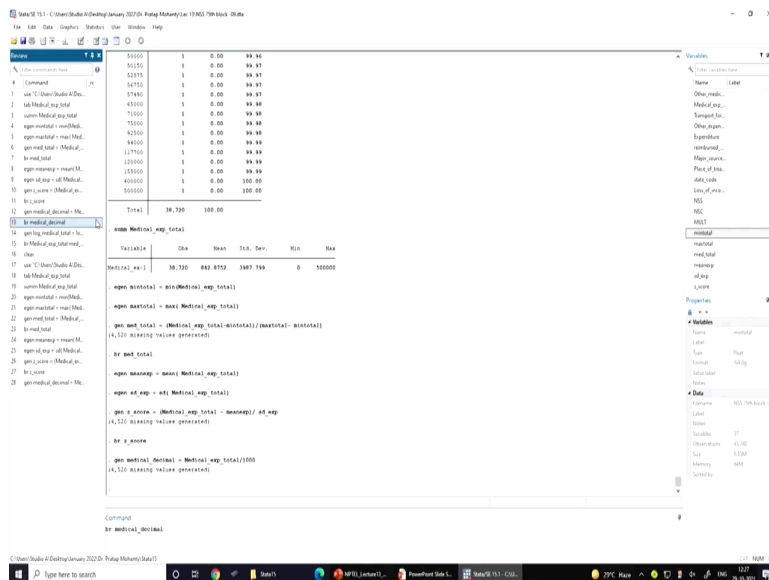 Stata/SE 15.1 - C:\Users\Studio A\Desktop\January 2022\Dr. Pratap Mohanty\Lec 13\NSS 75th block - 09.dta
File Edit Data Graphics Statistics User Window Help
Review
Filter commands here
# Command _rc
1 use "C:\Users\Studio A\Des...
2 tab Medical_exp_total
3 summ Medical_exp_total
4 egen mintotal = min(Medi...
5 egen maxtotal = max( Med...
6 gen med_total = (Medical_...
7 br med_total
8 egen meanexp = mean( M...
9 egen sd_exp = sd( Medical...
10 gen z_score = (Medical_ex...
11 br z_score
12 gen medical_decimal = Me...
13 br medical_decimal
14 gen log_medical_total = lo...
15 br Medical_exp_total med_...
16 clear
17 use "C:\Users\Studio A\Des...
18 tab Medical_exp_total
19 summ Medical_exp_total
20 egen mintotal = min(Medi...
21 egen maxtotal = max( Med...
22 gen med_total = (Medical_...
23 br med_total
24 egen meanexp = mean( M...
25 egen sd_exp = sd( Medical...
26 gen z_score = (Medical_ex...
27 br z_score
28 gen medical_decimal = Me...
50000 1 0.00 99.96
50150 1 0.00 99.97
52075 1 0.00 99.97
56750 1 0.00 99.97
57490 1 0.00 99.97
65000 1 0.00 99.98
71000 1 0.00 99.98
75000 1 0.00 99.98
92500 1 0.00 99.98
94000 1 0.00 99.99
117700 1 0.00 99.99
120000 1 0.00 99.99
155000 1 0.00 99.99
400000 1 0.00 100.00
500000 1 0.00 100.00
Total 38,720 100.00
. summ Medical_exp_total
Variable Obs Mean Std. Dev. Min Max
Medical_ex~l 38,720 842.0752 3987.799 0 500000
. egen mintotal = min(Medical_exp_total)
. egen maxtotal = max( Medical_exp_total)
. gen med_total = (Medical_exp_total-mintotal)/(maxtotal- mintotal)
(4,520 missing values generated)
. br med_total
. egen meanexp = mean( Medical_exp_total)
. egen sd_exp = sd( Medical_exp_total)
. gen z_score = (Medical_exp_total - meanexp)/ sd_exp
(4,520 missing values generated)
. br z_score
. gen medical_decimal = Medical_exp_total/1000
(4,520 missing values generated)
.
Command
br medical_decimal
Variables
Filter variables here
Name Label
Other_medic...
Medical_exp_...
Transport_for...
Other_expen...
Expenditure
reimbursed_...
Major_source...
Place_of_trea...
state_code
Loss_of_inco...
NSS
NSC
MULT
mintotal
maxtotal
med_total
meanexp
sd_exp
z_score
Properties
Variables
Name mintotal
Label
Type float
Format %9.0g
Value label
Notes
Data
Filename NSS 75th block -
Label
Notes
Variables 37
Observations 43,240
Size
Memory 64M
Sorted by
C:\Users\Studio A\Desktop\January 2022\Dr. Pratap Mohanty\Stata15
CAP NUM
Type here to search
Stata15
NPTEL_Lecture13_...
PowerPoint Slide S...
Stata/SE 15.1 - C:\U...
29°C Haze
ENG
12:27
29-10-2021